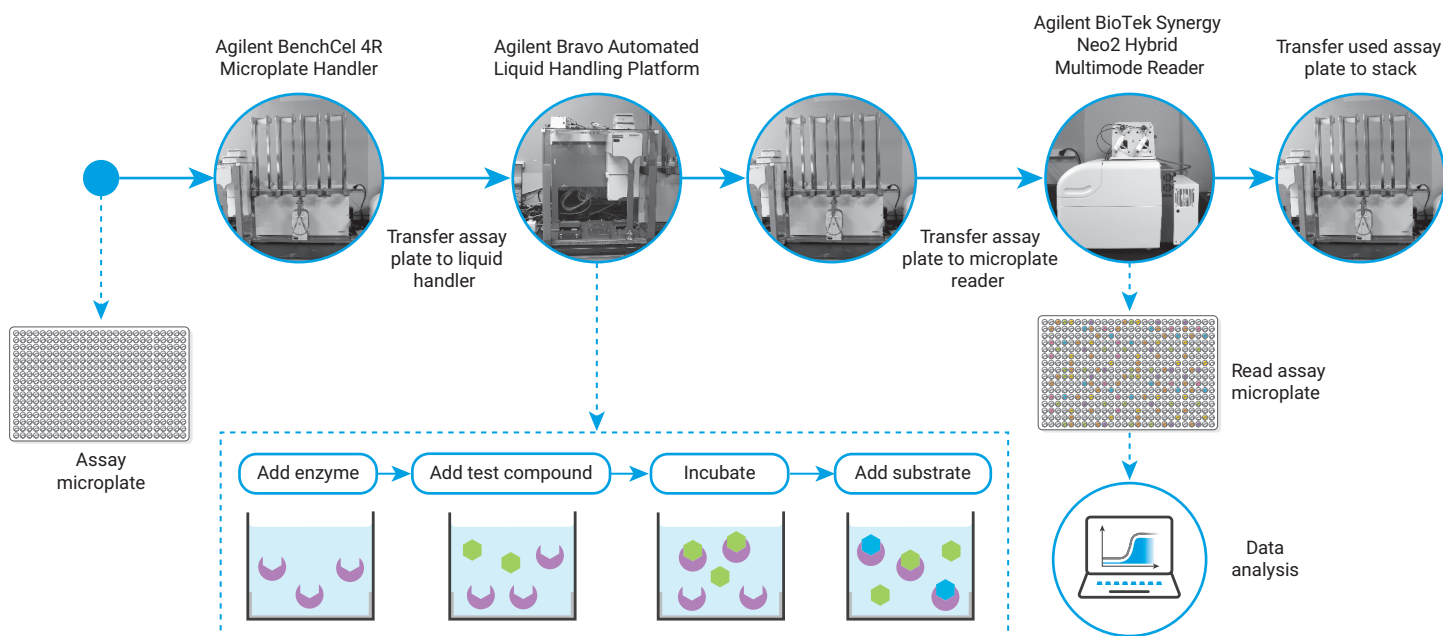 Agilent BenchCel 4R
Microplate Handler
Agilent Bravo Automated
Liquid Handling Platform
Agilent BioTek Synergy
Neo2 Hybrid
Multimode Reader
Transfer used assay
plate to stack
Transfer assay
plate to liquid
handler
Transfer assay
plate to microplate
reader
Assay
microplate
Read assay
microplate
Add enzyme
Add test compound
Incubate
Add substrate
Data
analysis